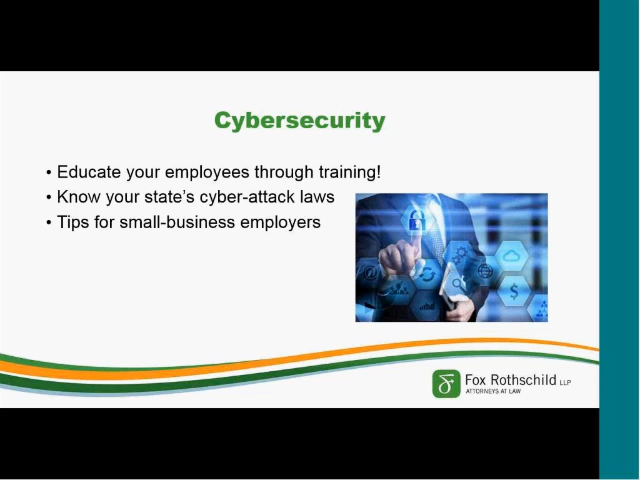 Cybersecurity
• Educate your employees through training!
• Know your state's cyber-attack laws
• Tips for small-business employers
@
$
Fox Rothschild LLP
ATTORNEYS AT LAW